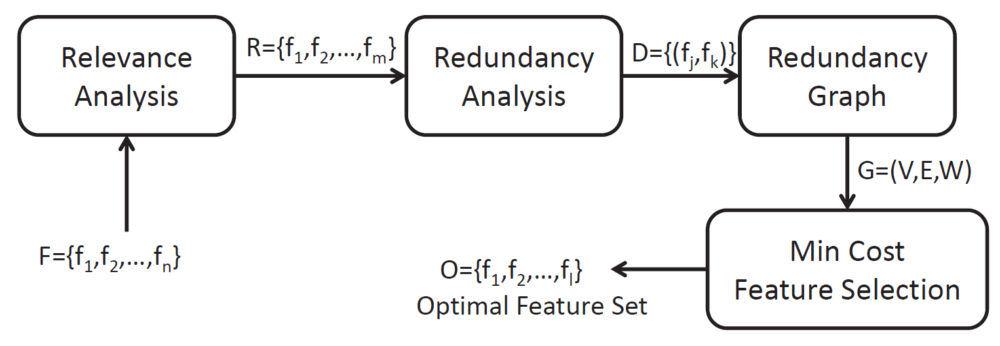 Relevance
Analysis
R={f₁,f₂,...,fₘ}
Redundancy
Analysis
D={(fⱼ,fₖ)}
Redundancy
Graph
G=(V,E,W)
F={f₁,f₂,...,fₙ}
Min Cost
Feature Selection
O={f₁,f₂,...,fₗ}
Optimal Feature Set